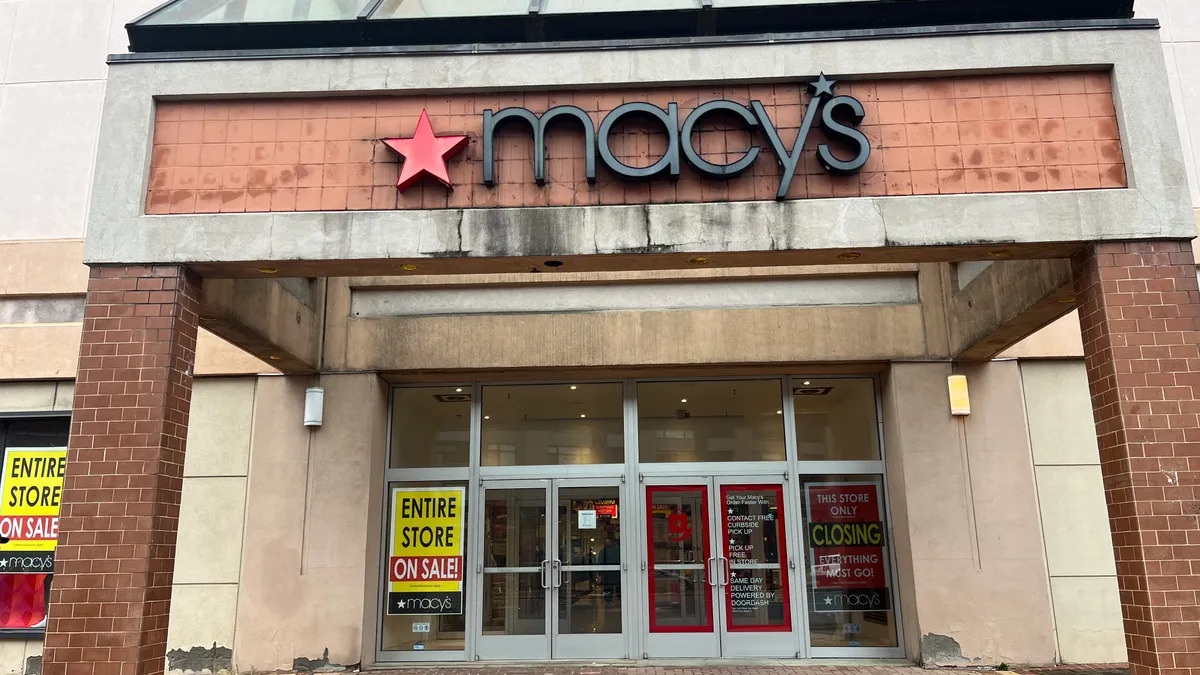 macy's
ENTIRE
STORE
ON SALE!
macy's
ENTIRE
STORE
ON SALE!
macy's
CLOSING
Get Your Macy's
Order Faster With
CONTACT FREE
CURBSIDE
PICK UP
PICK UP
FREE
IN STORE
SAME DAY
DELIVERY
POWERED BY
DOORDASH
THIS STORE
ONLY
CLOSING
EVERYTHING
MUST GO!
macy's